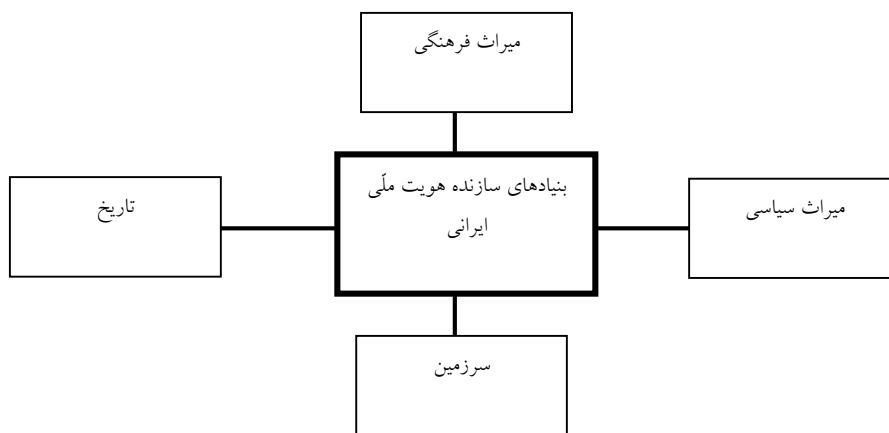 میراث فرهنگی
بنیادهای سازنده هویت ملّی
ایرانی
میراث سیاسی
تاریخ
سرزمین